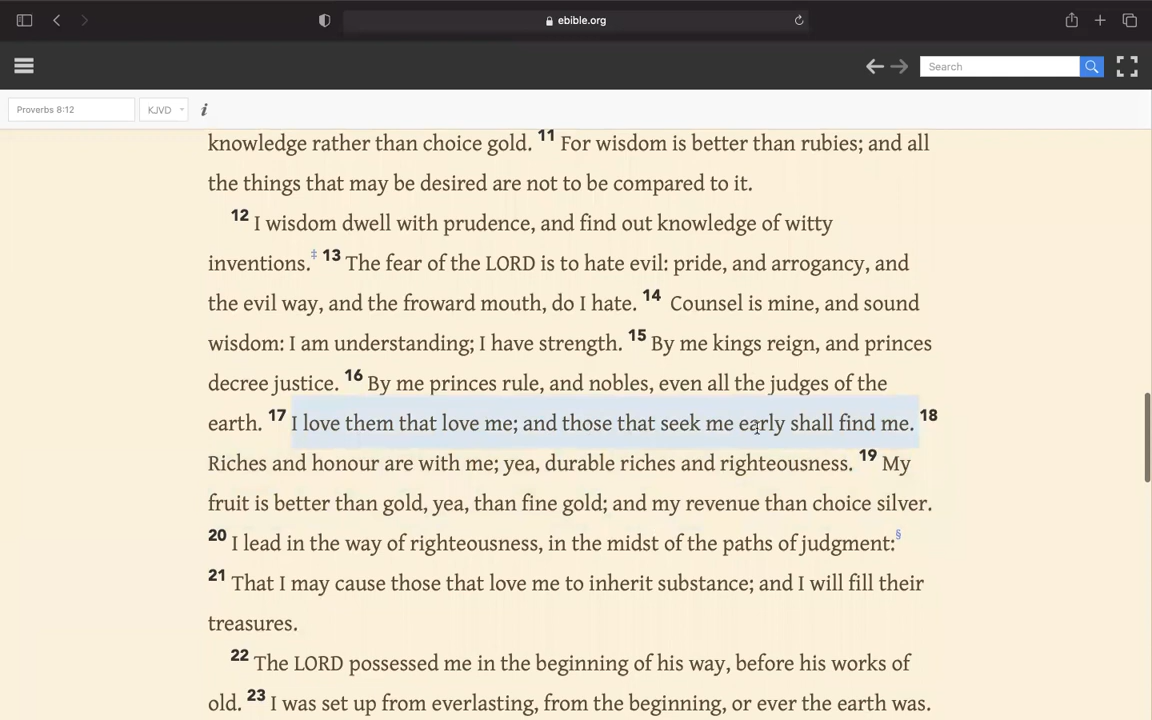 ebible.org
Search
Proverbs 8:12 KJVD i
knowledge rather than choice gold. 11 For wisdom is better than rubies; and all
the things that may be desired are not to be compared to it.
12 I wisdom dwell with prudence, and find out knowledge of witty
inventions.‡ 13 The fear of the LORD is to hate evil: pride, and arrogancy, and
the evil way, and the froward mouth, do I hate. 14 Counsel is mine, and sound
wisdom: I am understanding; I have strength. 15 By me kings reign, and princes
decree justice. 16 By me princes rule, and nobles, even all the judges of the
earth. 17 I love them that love me; and those that seek me early shall find me. 18
Riches and honour are with me; yea, durable riches and righteousness. 19 My
fruit is better than gold, yea, than fine gold; and my revenue than choice silver.
20 I lead in the way of righteousness, in the midst of the paths of judgment:§
21 That I may cause those that love me to inherit substance; and I will fill their
treasures.
22 The LORD possessed me in the beginning of his way, before his works of
old. 23 I was set up from everlasting, from the beginning, or ever the earth was.